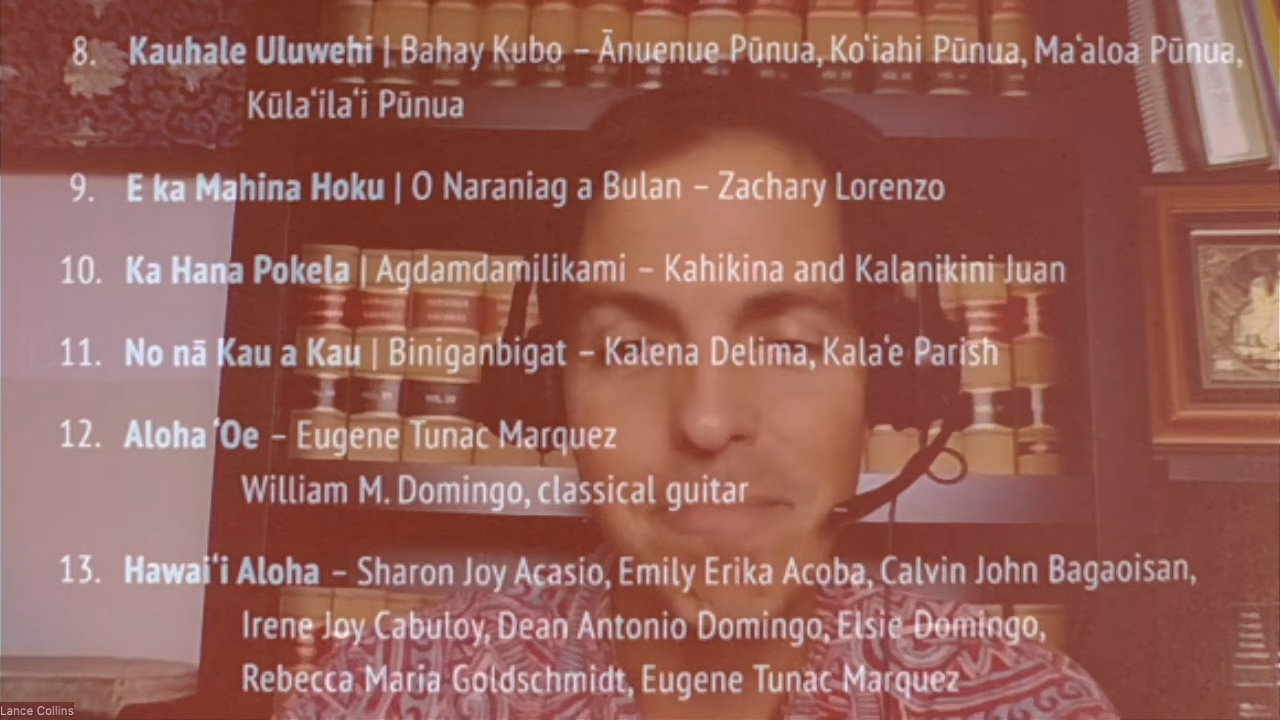 8. Kauhale Uluwehi | Bahay Kubo – Ānuenue Pūnua, Koʻiahi Pūnua, Maʻaloa Pūnua,
Kūlaʻilaʻi Pūnua
9. E ka Mahina Hoku | O Naraniag a Bulan – Zachary Lorenzo
10. Ka Hana Pokela | Agdamdamilikami – Kahikina and Kalanikini Juan
11. No nā Kau a Kau | Biniganbigat – Kalena Delima, Kalaʻe Parish
12. Aloha ʻOe – Eugene Tunac Marquez
William M. Domingo, classical guitar
13. Hawaiʻi Aloha – Sharon Joy Acasio, Emily Erika Acoba, Calvin John Bagaoisan,
Irene Joy Cabuloy, Dean Antonio Domingo, Elsie Domingo,
Rebecca Maria Goldschmidt, Eugene Tunac Marquez
Lance Collins